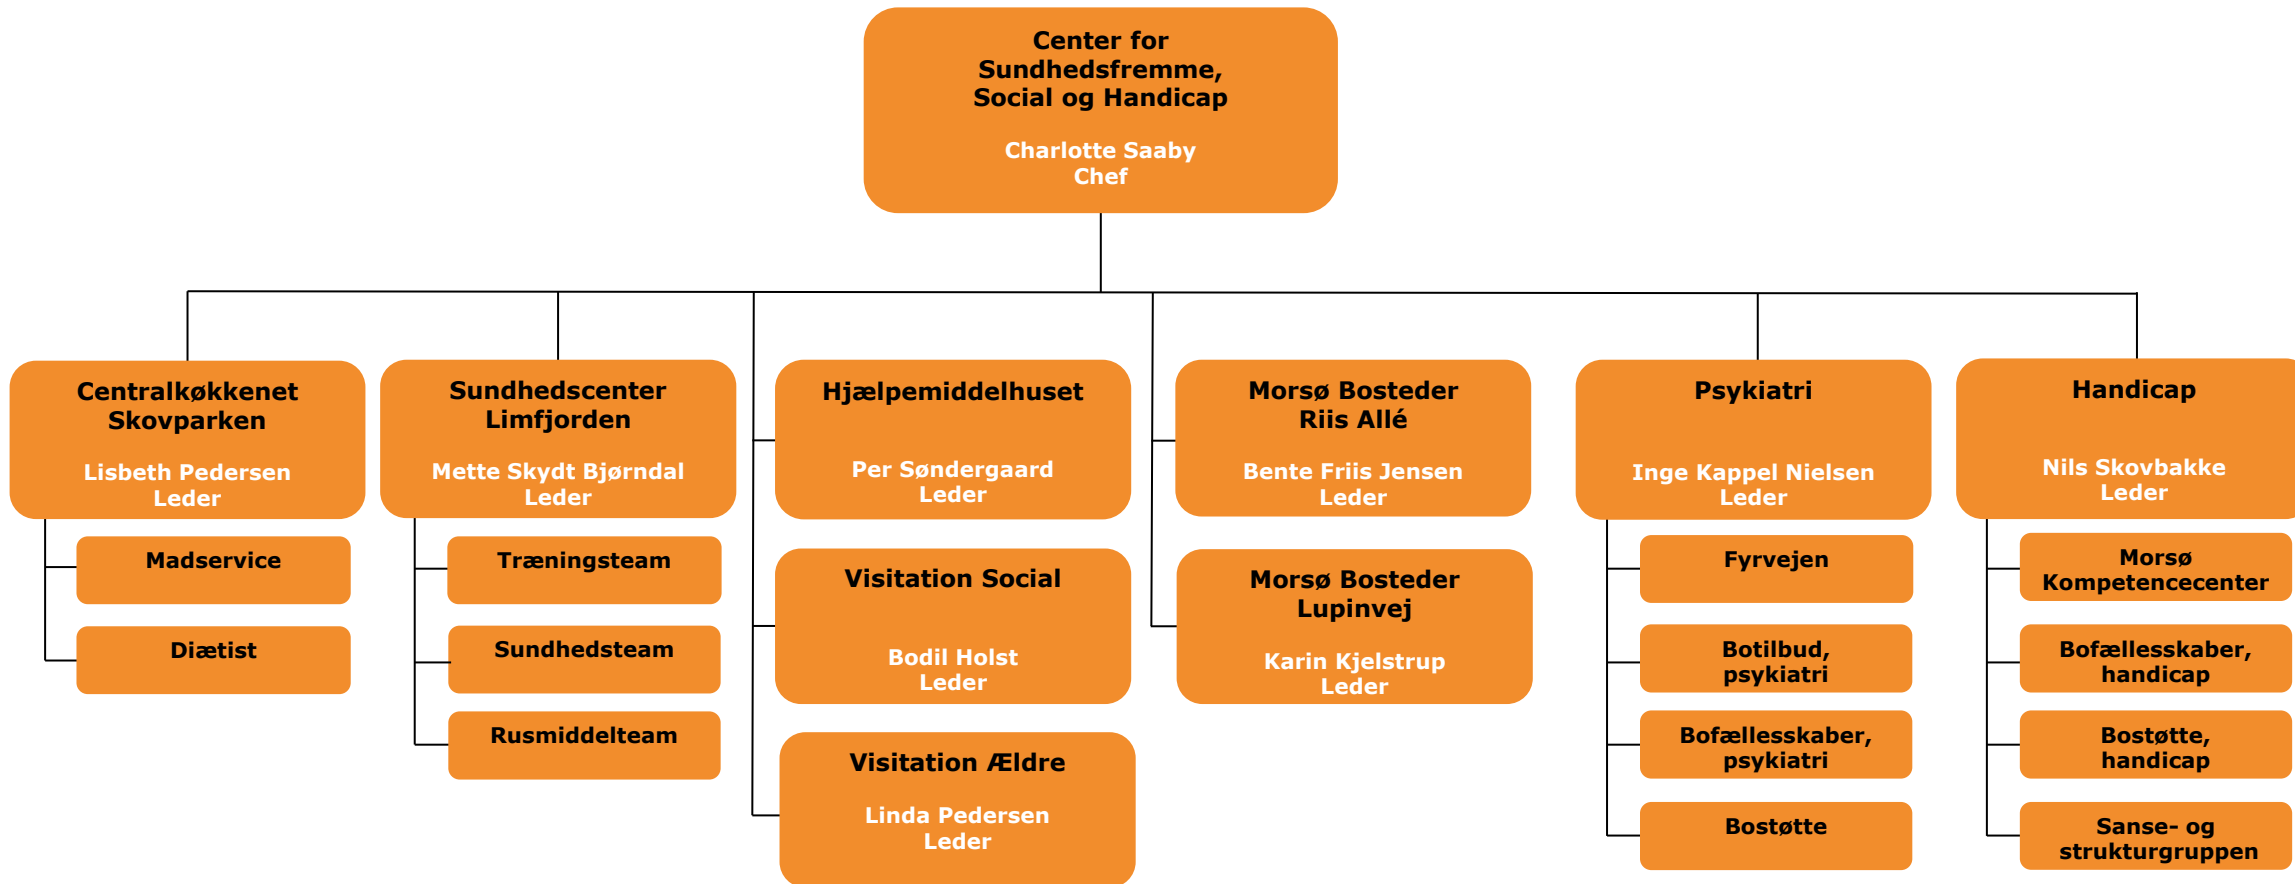 Center for
Sundhedsfremme,
Social og Handicap
Charlotte Saaby
Chef
Centralkøkkenet
Skovparken
Lisbeth Pedersen
Leder
Madservice
Diætist
Sundhedscenter
Limfjorden
Mette Skydt Bjørndal
Leder
Træningsteam
Sundhedsteam
Rusmiddelteam
Hjælpemiddelhuset
Per Søndergaard
Leder
Visitation Social
Bodil Holst
Leder
Visitation Ældre
Linda Pedersen
Leder
Morsø Bosteder
Riis Allé
Bente Friis Jensen
Leder
Morsø Bosteder
Lupinvej
Karin Kjelstrup
Leder
Psykiatri
Inge Kappel Nielsen
Leder
Fyrvejen
Botilbud,
psykiatri
Bofællesskaber,
psykiatri
Bostøtte
Handicap
Nils Skovbakke
Leder
Morsø
Kompetencecenter
Bofællesskaber,
handicap
Bostøtte,
handicap
Sanse- og
strukturgruppen